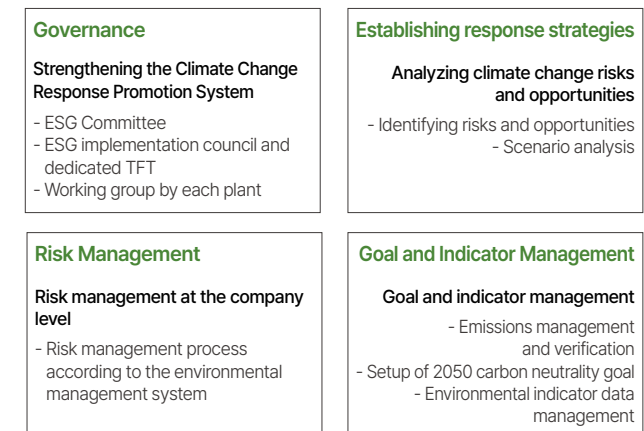 Governance
Strengthening the Climate Change
Response Promotion System
- ESG Committee
- ESG implementation council and
dedicated TFT
- Working group by each plant
Establishing response strategies
Analyzing climate change risks
and opportunities
- Identifying risks and opportunities
- Scenario analysis
Risk Management
Risk management at the company
level
- Risk management process
according to the environmental
management system
Goal and Indicator Management
Goal and indicator management
- Emissions management
and verification
- Setup of 2050 carbon neutrality goal
- Environmental indicator data
management